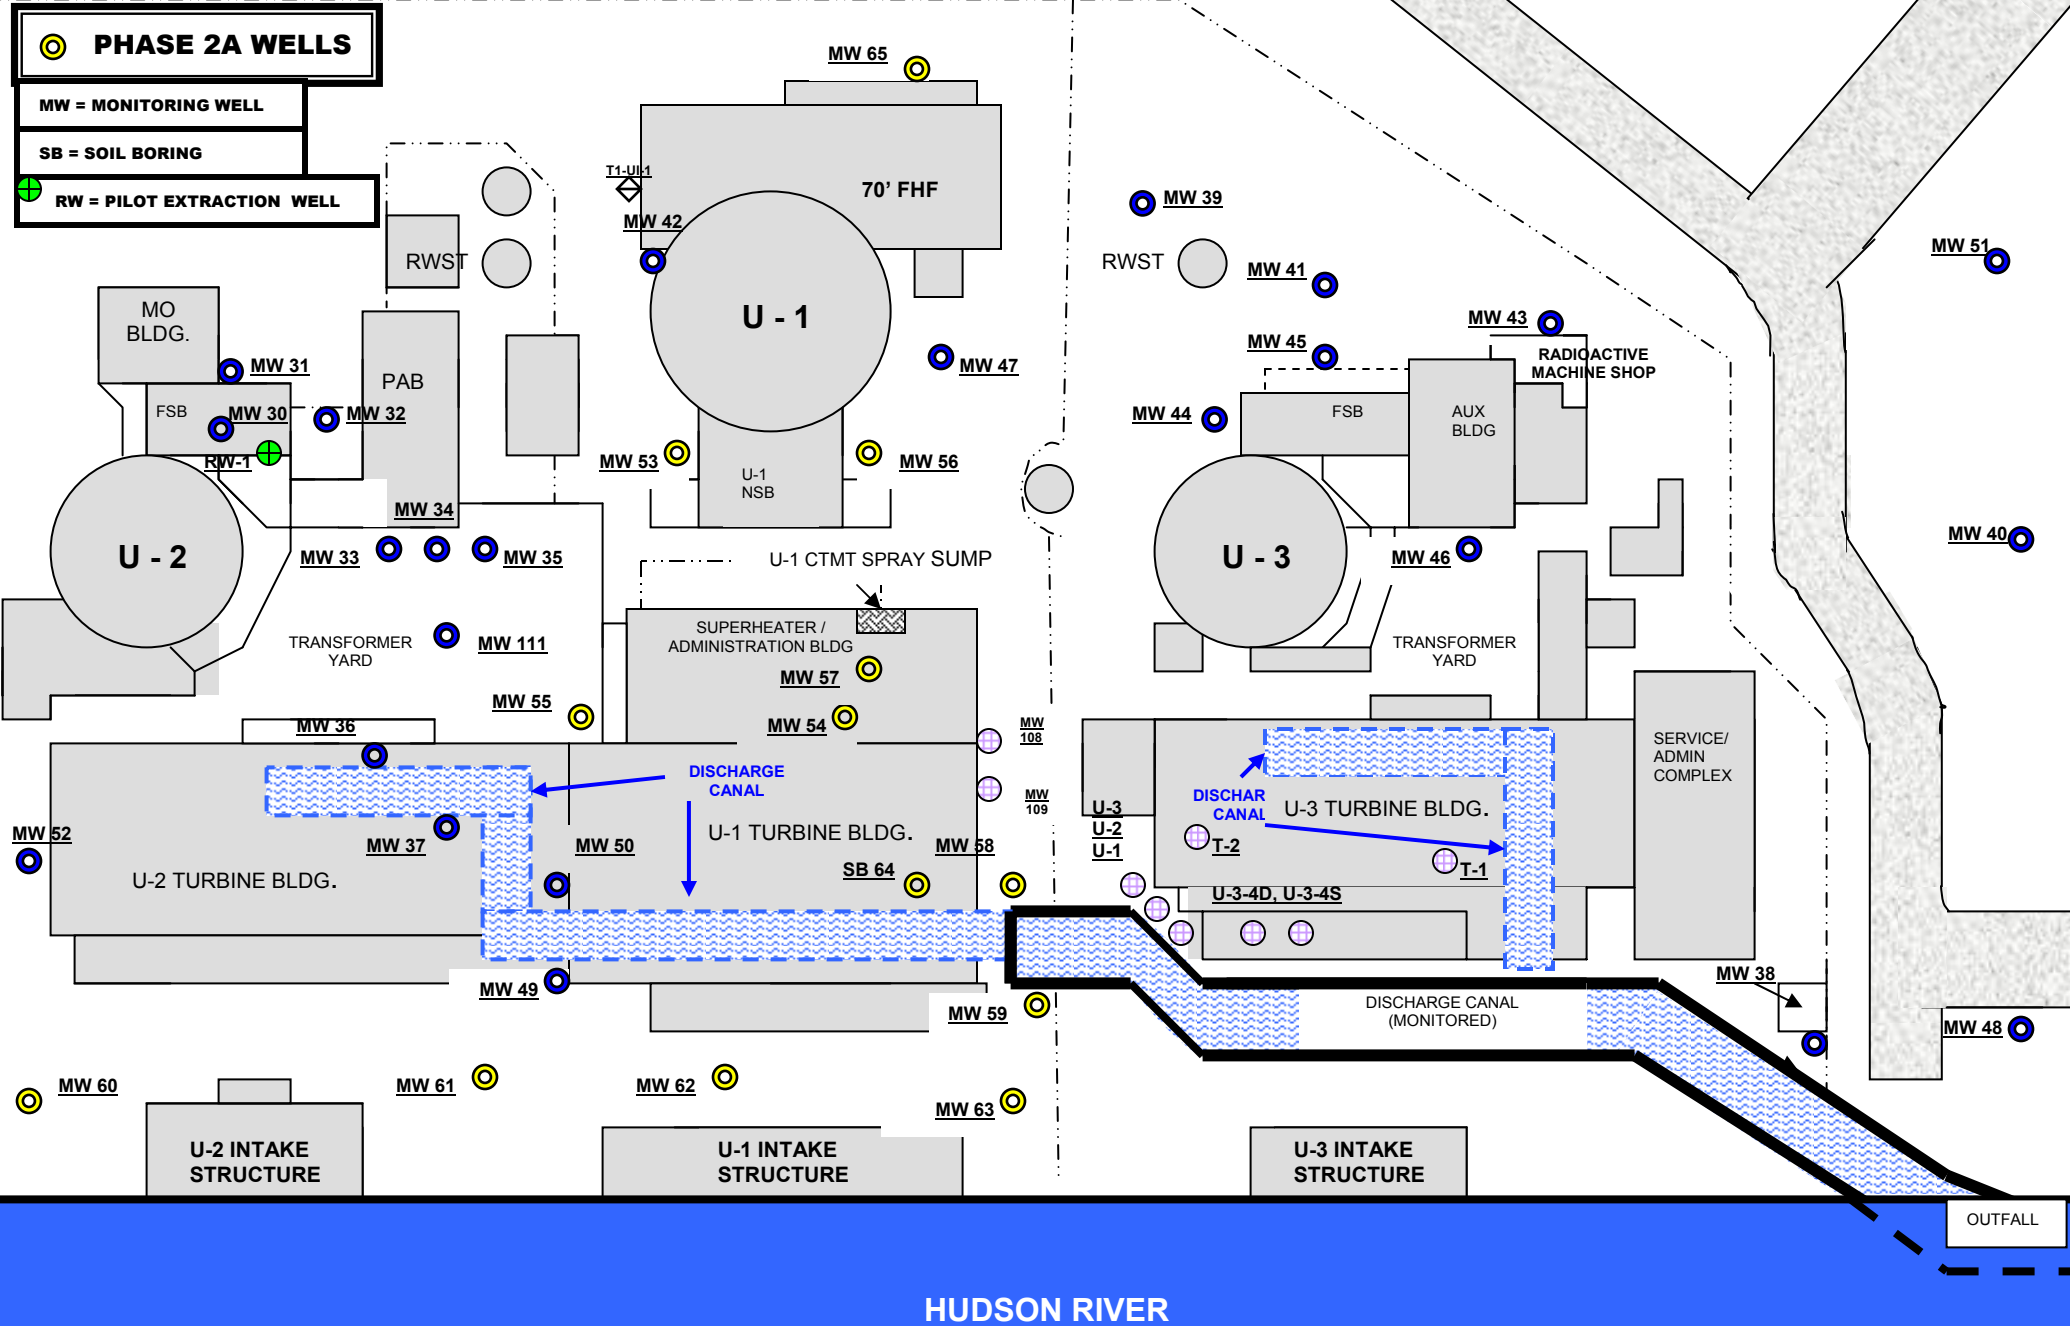 PHASE 2A WELLS
MW = MONITORING WELL
SB = SOIL BORING
RW = PILOT EXTRACTION WELL
MW 65
T1-UI-1
70' FHF
MW 42
MW 39
RWST
RWST
MW 41
MW 51
MO
BLDG.
U - 1
MW 43
MW 45
RADIOACTIVE
MACHINE SHOP
MW 31
MW 47
PAB
FSB
MW 30
MW 32
MW 44
FSB
AUX
BLDG
RW-1
MW 53
MW 56
U-1
NSB
MW 34
MW 33
MW 35
U - 2
U-1 CTMT SPRAY SUMP
U - 3
MW 46
MW 40
TRANSFORMER
YARD
MW 111
SUPERHEATER /
ADMINISTRATION BLDG
TRANSFORMER
YARD
MW 57
MW 55
MW 54
MW 36
MW
108
SERVICE/
ADMIN
COMPLEX
DISCHARGE
CANAL
MW
109
DISCHAR
CANAL
U-3 TURBINE BLDG.
U-3
U-2
U-1
MW 52
MW 37
MW 50
U-1 TURBINE BLDG.
MW 58
T-2
T-1
U-2 TURBINE BLDG.
SB 64
U-3-4D, U-3-4S
MW 49
MW 59
DISCHARGE CANAL
(MONITORED)
MW 38
MW 48
MW 60
MW 61
MW 62
MW 63
U-2 INTAKE
STRUCTURE
U-1 INTAKE
STRUCTURE
U-3 INTAKE
STRUCTURE
OUTFALL
HUDSON RIVER